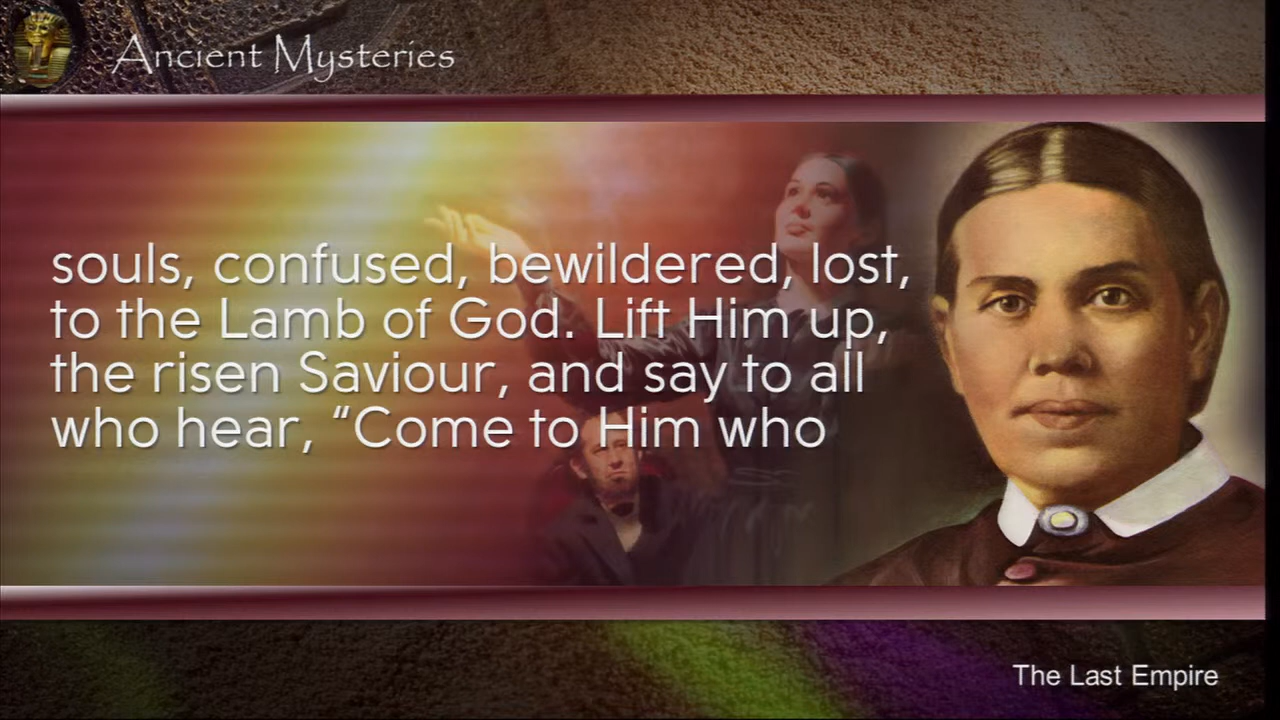 Ancient Mysteries
souls, confused, bewildered, lost,
to the Lamb of God. Lift Him up,
the risen Saviour, and say to all
who hear, “Come to Him who
The Last Empire